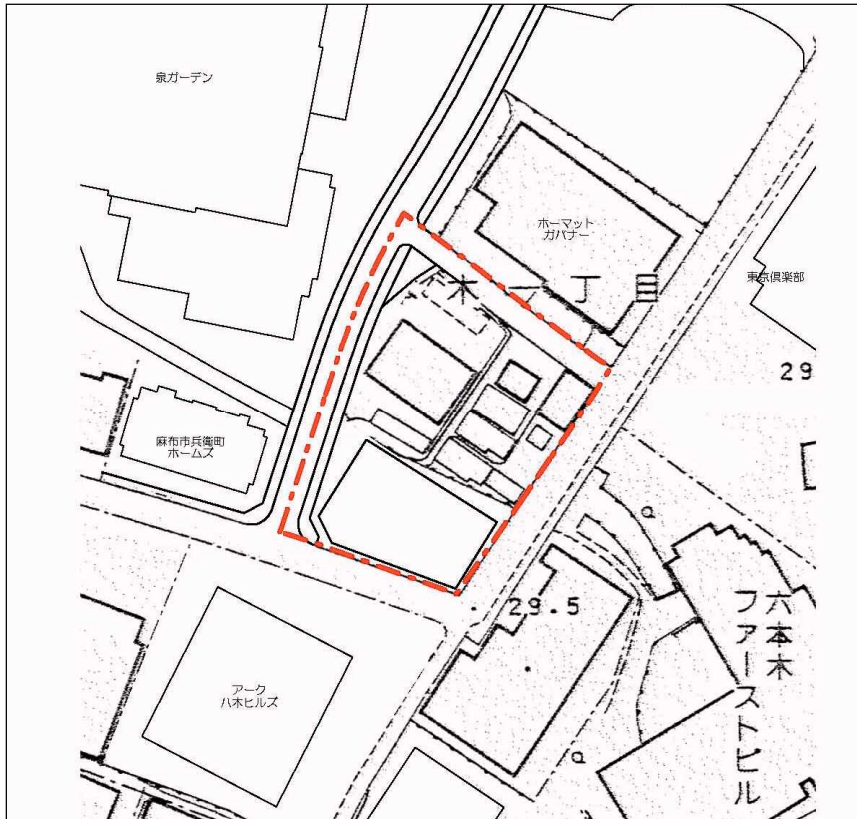 泉ガーデン
ホーマット
ガバナー
木一丁目
東京倶楽部
29
麻布市兵衛町
ホームズ
29.5
六本木
ファーストビル
アーク
八木ヒルズ